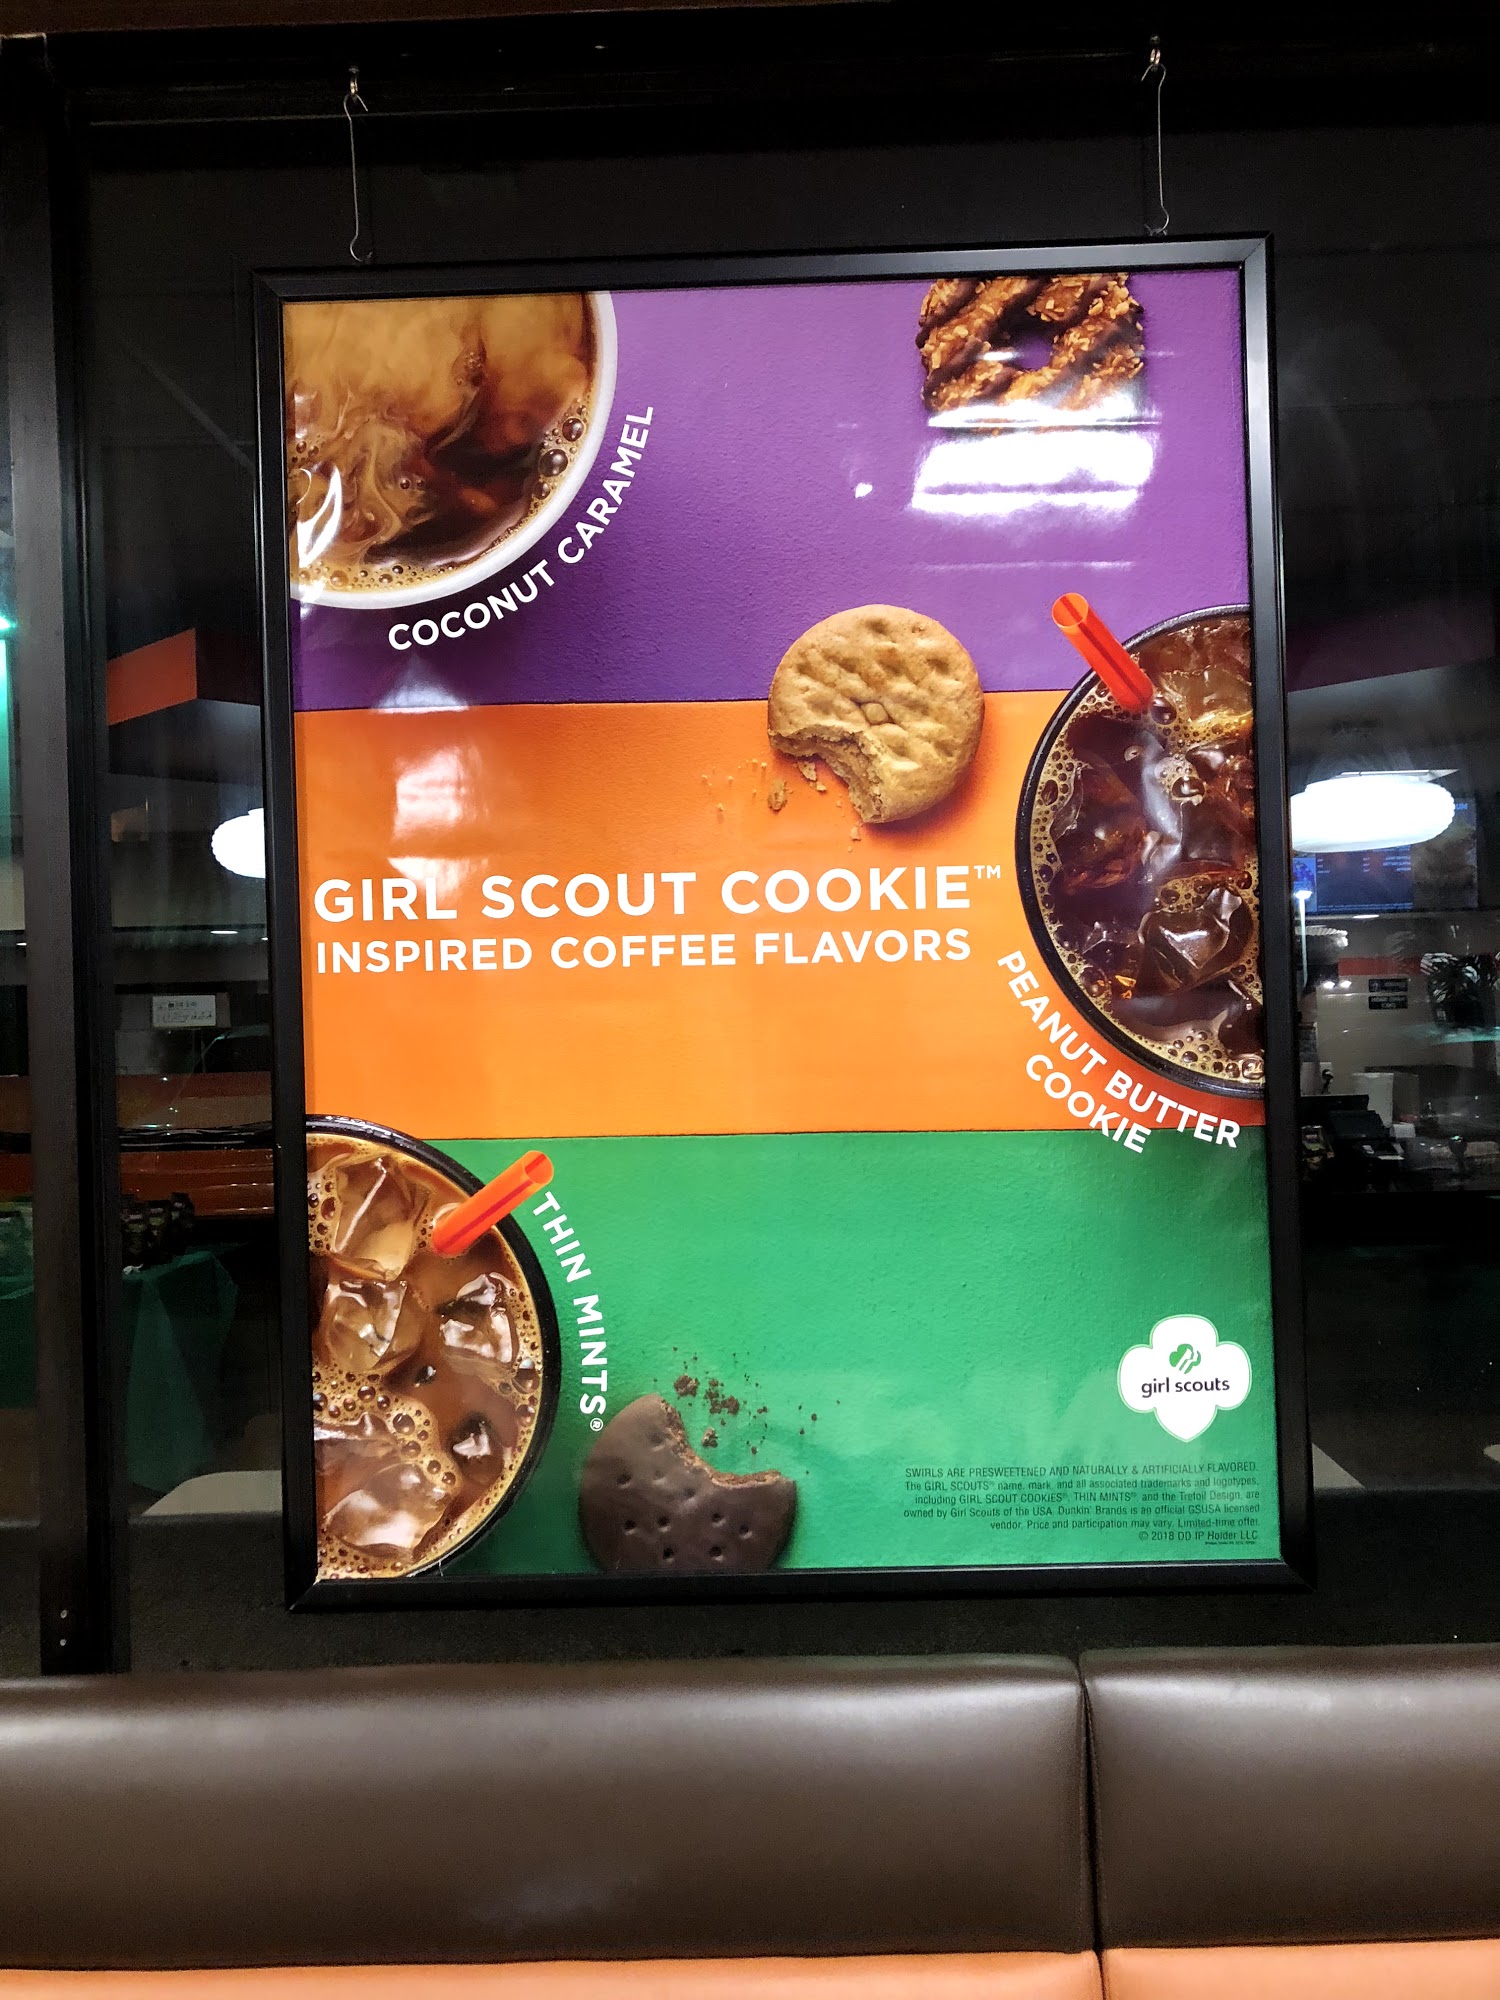 COCONUT CARAMEL
GIRL SCOUT COOKIE™
INSPIRED COFFEE FLAVORS
PEANUT BUTTER
COOKIE
THIN MINTS®
girl scouts
SWIRLS ARE PRESWEETENED AND NATURALLY & ARTIFICIALLY FLAVORED.
The GIRL SCOUTS® name, mark, and all associated trademarks and logotypes,
including GIRL SCOUT COOKIES®, THIN MINTS® and the Trefoil Design, are
owned by Girl Scouts of the USA. Dunkin' Brands is an official GSUSA licensed
vendor. Price and participation may vary. Limited-time offer.
© 2018 DD IP Holder LLC